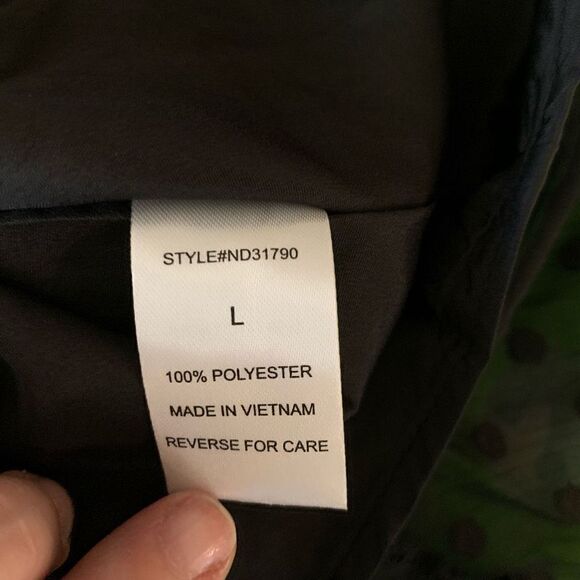 STYLE#ND31790
L
100% POLYESTER
MADE IN VIETNAM
REVERSE FOR CARE